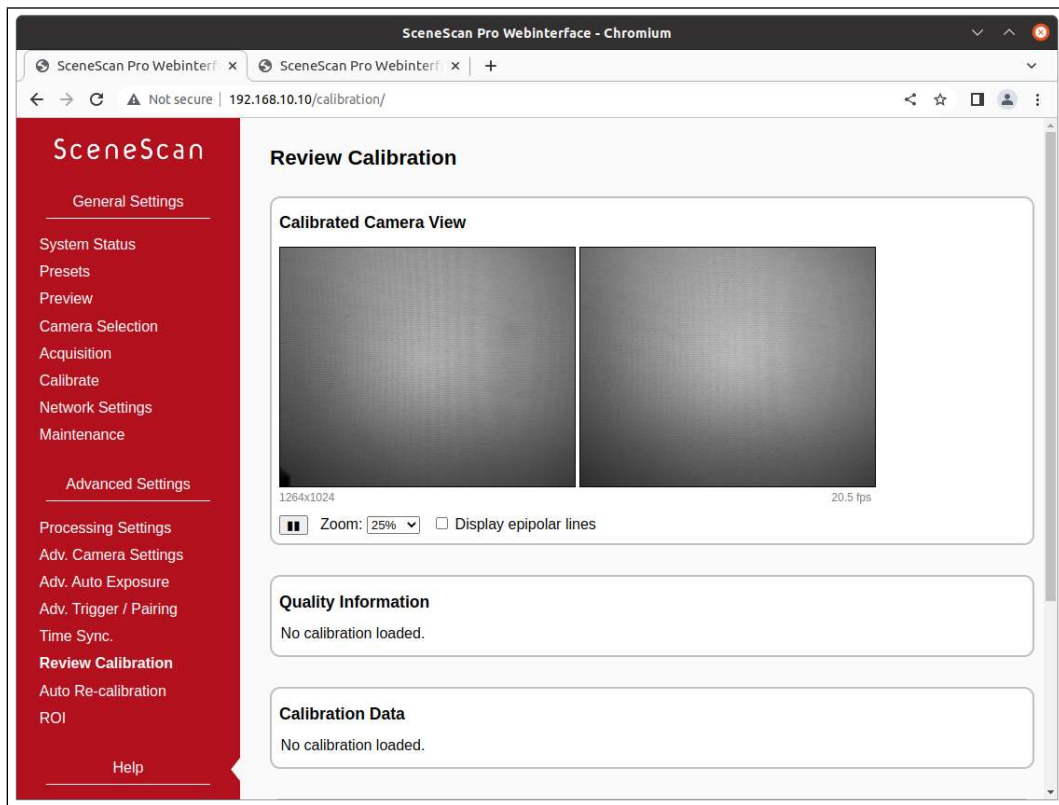 SceneScan Pro Webinterface - Chromium
SceneScan Pro Webinterf
SceneScan Pro Webinterf
Not secure
192.168.10.10/calibration/
SceneScan
General Settings
System Status
Presets
Preview
Camera Selection
Acquisition
Calibrate
Network Settings
Maintenance
Advanced Settings
Processing Settings
Adv. Camera Settings
Adv. Auto Exposure
Adv. Trigger / Pairing
Time Sync.
Review Calibration
Auto Re-calibration
ROI
Help
Review Calibration
Calibrated Camera View
1264x1024
20.5 fps
Zoom: 25% Display epipolar lines
Quality Information
No calibration loaded.
Calibration Data
No calibration loaded.